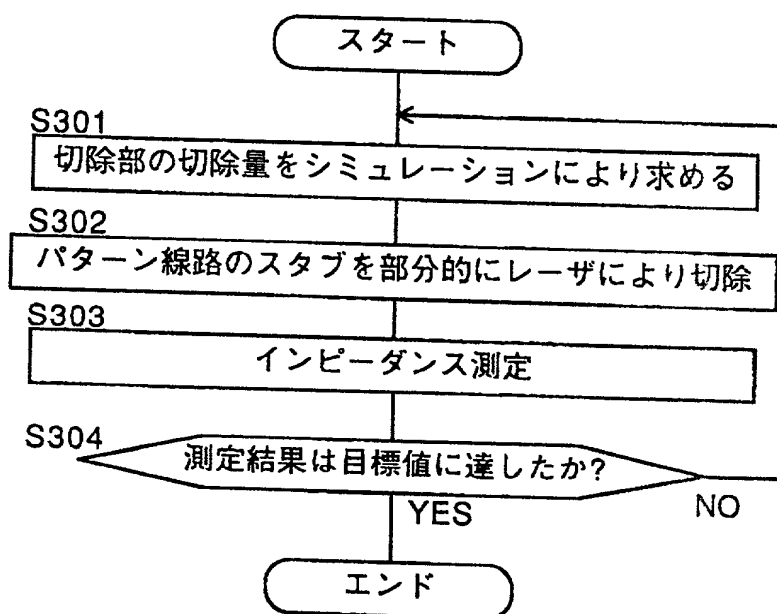 スタート
S301
切除部の切除量をシミュレーションにより求める
S302
パターン線路のスタブを部分的にレーザにより切除
S303
インピーダンス測定
S304
測定結果は目標値に達したか?
YES
NO
エンド